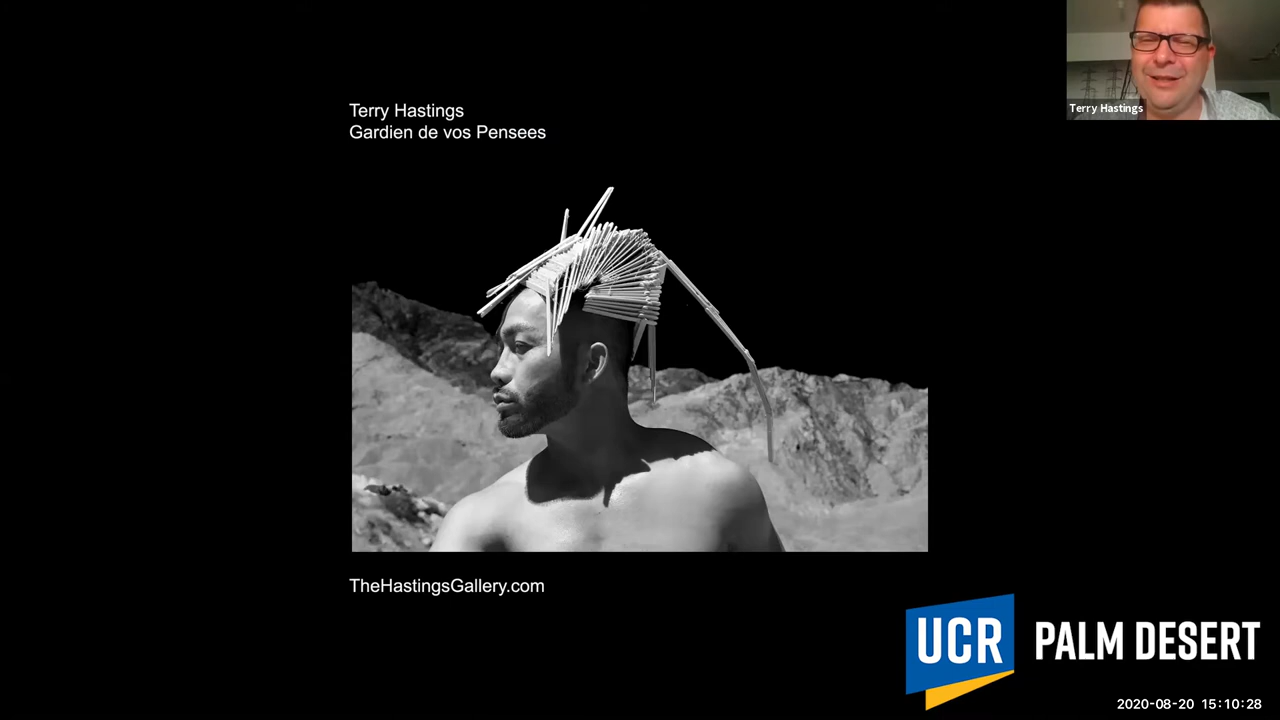 Terry Hastings
Gardien de vos Pensees
Terry Hastings
TheHastingsGallery.com
UCR PALM DESERT
2020-08-20 15:10:28